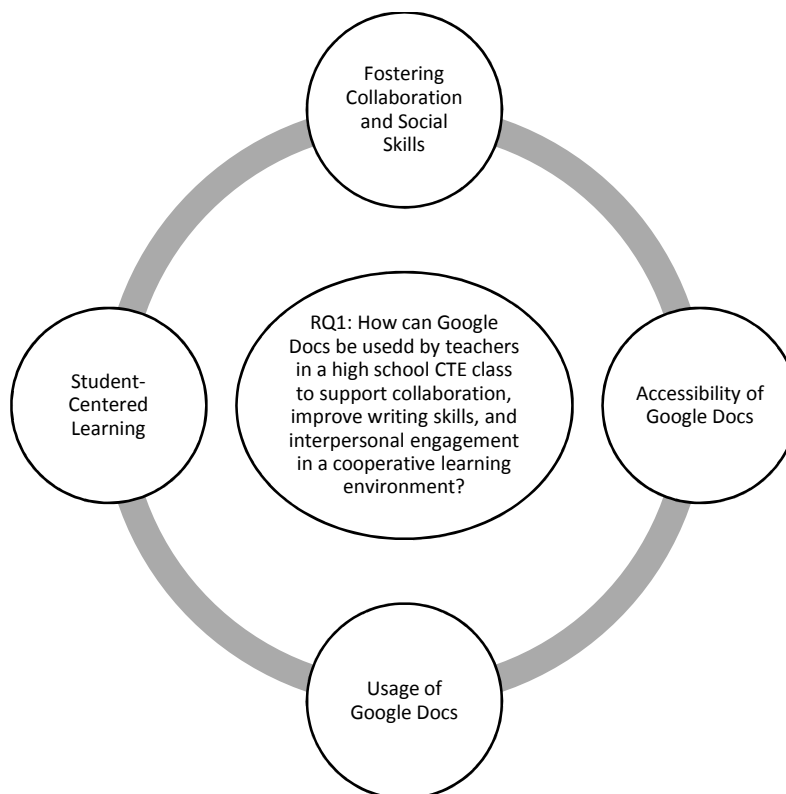 Fostering
Collaboration
and Social
Skills
RQ1: How can Google
Docs be usedd by teachers
in a high school CTE class
to support collaboration,
improve writing skills, and
interpersonal engagement
in a cooperative learning
environment?
Student-
Centered
Learning
Accessibility of
Google Docs
Usage of
Google Docs